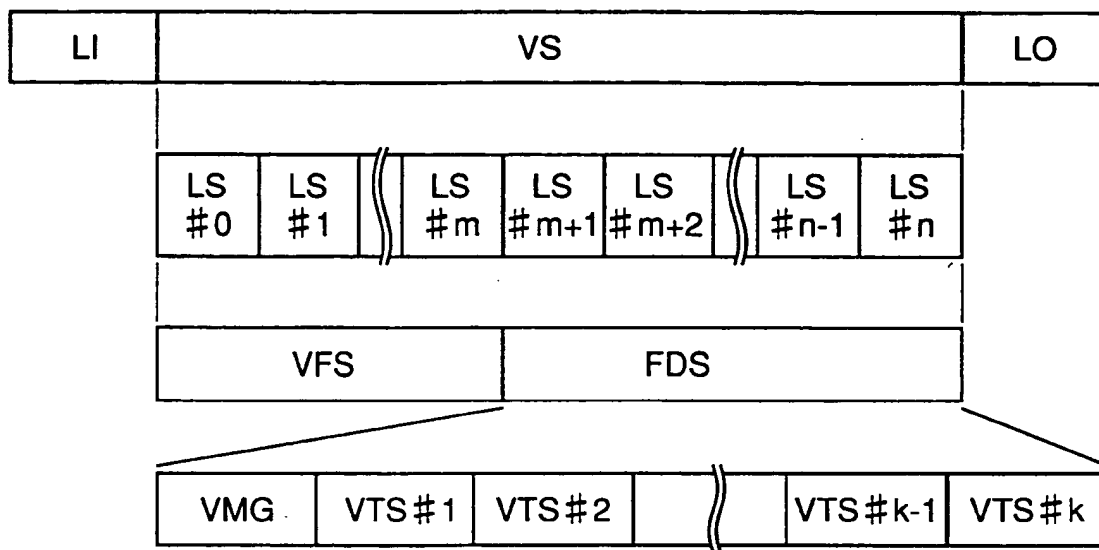 LI VS LO
LS LS LS LS LS LS LS
#0 #1 #m #m+1 #m+2 #n-1 #n
VFS FDS
VMG VTS#1 VTS#2 VTS#k-1 VTS#k